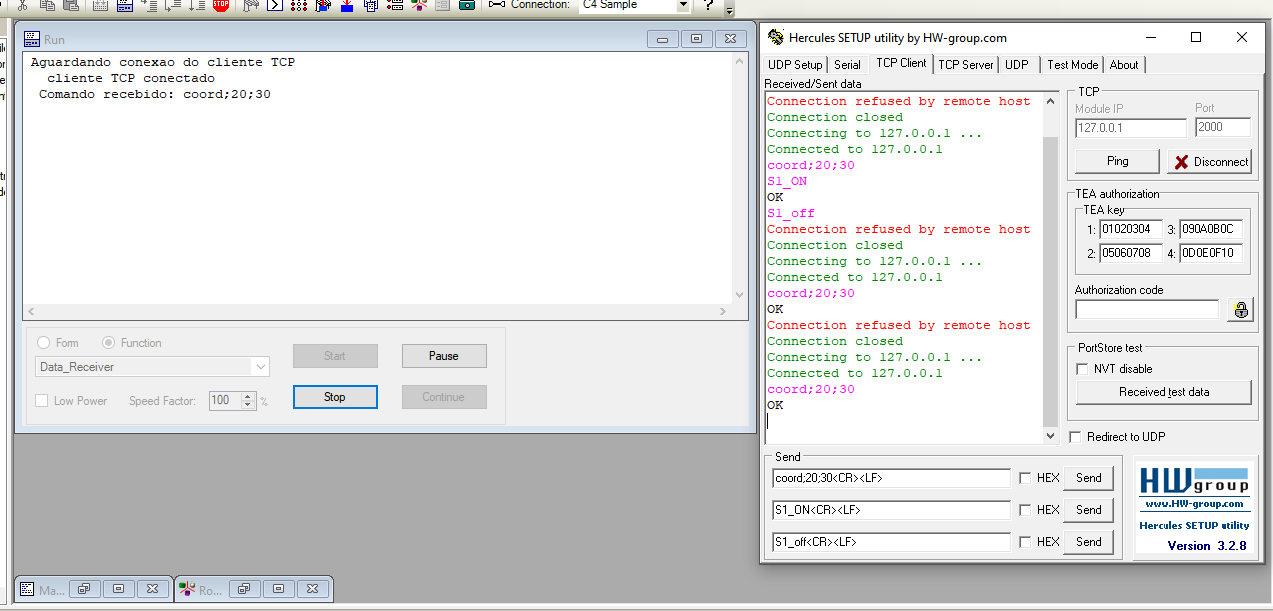 Connection:
C4 Sample
?
STOP
Run
Aguardando conexao do cliente TCP
cliente TCP conectado
Comando recebido: coord;20;30
Form
Function
Data_Receiver
Low Power
Speed Factor:
100
%
Start
Pause
Stop
Continue
Ma...
Ro...
Hercules SETUP utility by HW-group.com
UDP Setup
Serial
TCP Client
TCP Server
UDP
Test Mode
About
Received/Sent data
Connection refused by remote host
Connection closed
Connecting to 127.0.0.1 ...
Connected to 127.0.0.1
coord;20;30
S1_ON
OK
S1_off
Connection refused by remote host
Connection closed
Connecting to 127.0.0.1 ...
Connected to 127.0.0.1
coord;20;30
OK
Connection refused by remote host
Connection closed
Connecting to 127.0.0.1 ...
Connected to 127.0.0.1
coord;20;30
OK
TCP
Module IP
Port
127.0.0.1
2000
Ping
Disconnect
TEA authorization
TEA key
1: 01020304
3: 090A0B0C
2: 05060708
4: 0D0E0F10
Authorization code
PortStore test
NVT disable
Received test data
Redirect to UDP
Send
coord;20;30<CR><LF>
HEX
Send
S1_ON<CR><LF>
HEX
Send
S1_off<CR><LF>
HEX
Send
HWgroup
www.HW-group.com
Hercules SETUP utility
Version 3.2.8